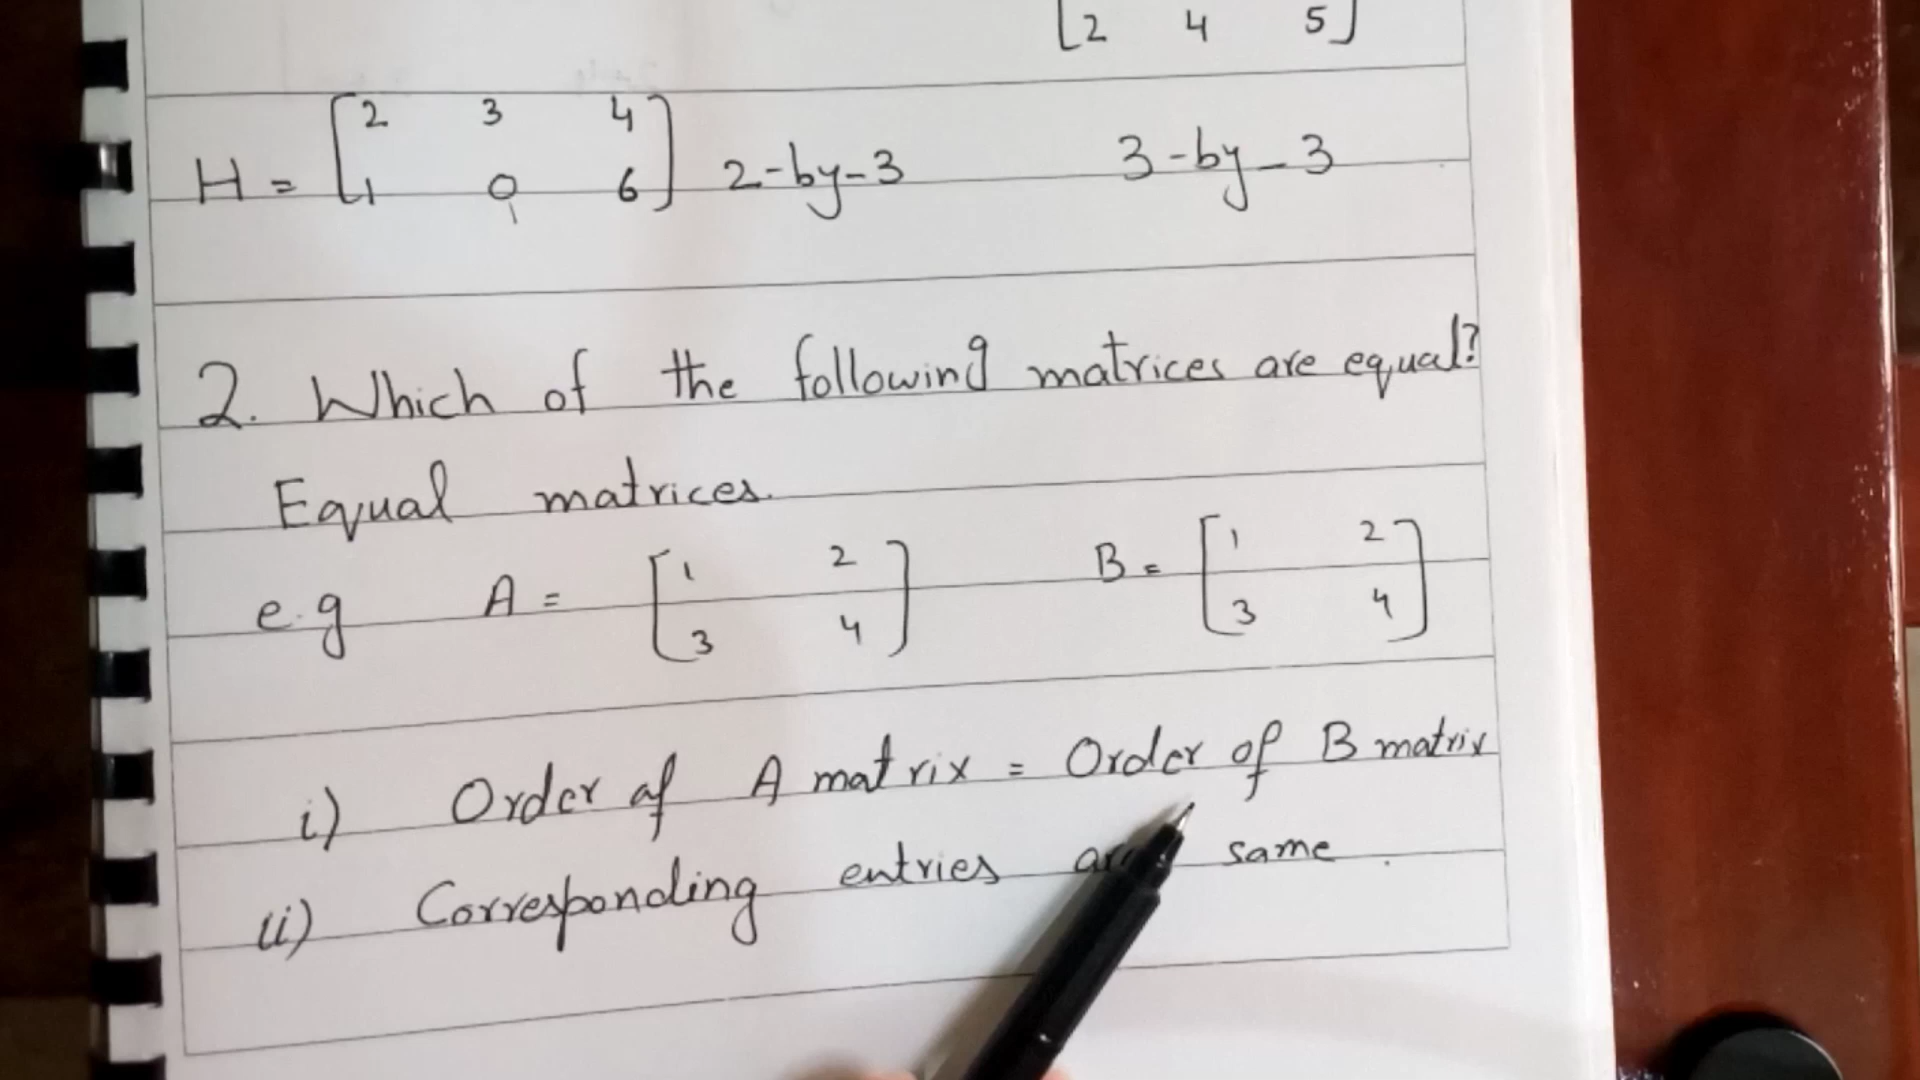 [2 4 5]
H = [2 3 4
1 0 6] 2-by-3 3-by-3
2. Which of the following matrices are equal?
Equal matrices.
e.g A = [1 2 B = [1 2
3 4] 3 4]
i) Order of A matrix = Order of B matrix
ii) Corresponding entries are same.